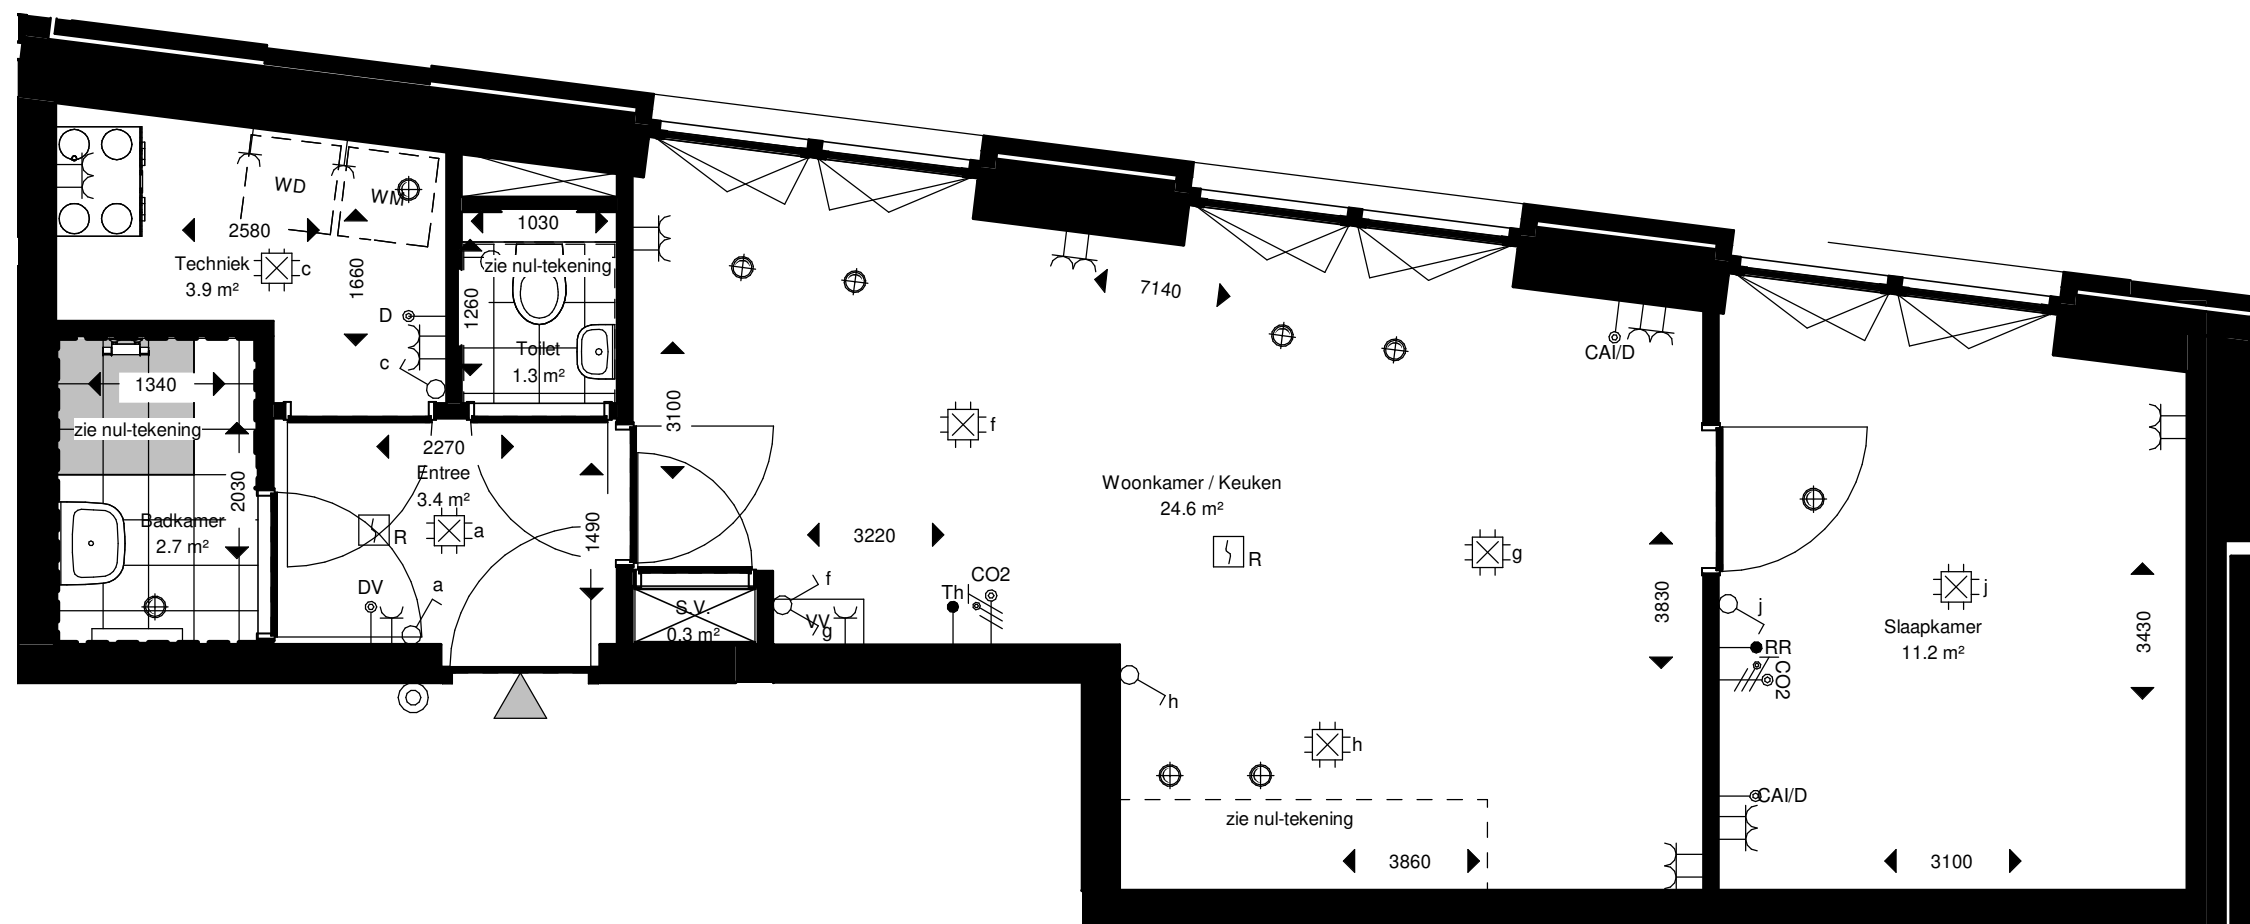 WD
WM
2580
Techniek
3.9 m²
c
1660
D
c
1030
zie nul-tekening
1260
Toilet
1.3 m²
1340
zie nul-tekening
2030
Badkamer
2.7 m²
2270
Entree
3.4 m²
R
a
1490
DV
a
3100
7140
CAI/D
f
Woonkamer / Keuken
24.6 m²
3220
R
g
S.V.
0.3 m²
f
VV
g
Th
CO2
3830
h
h
zie nul-tekening
3860
j
j
Slaapkamer
11.2 m²
RR
CO2
3430
CAI/D
3100